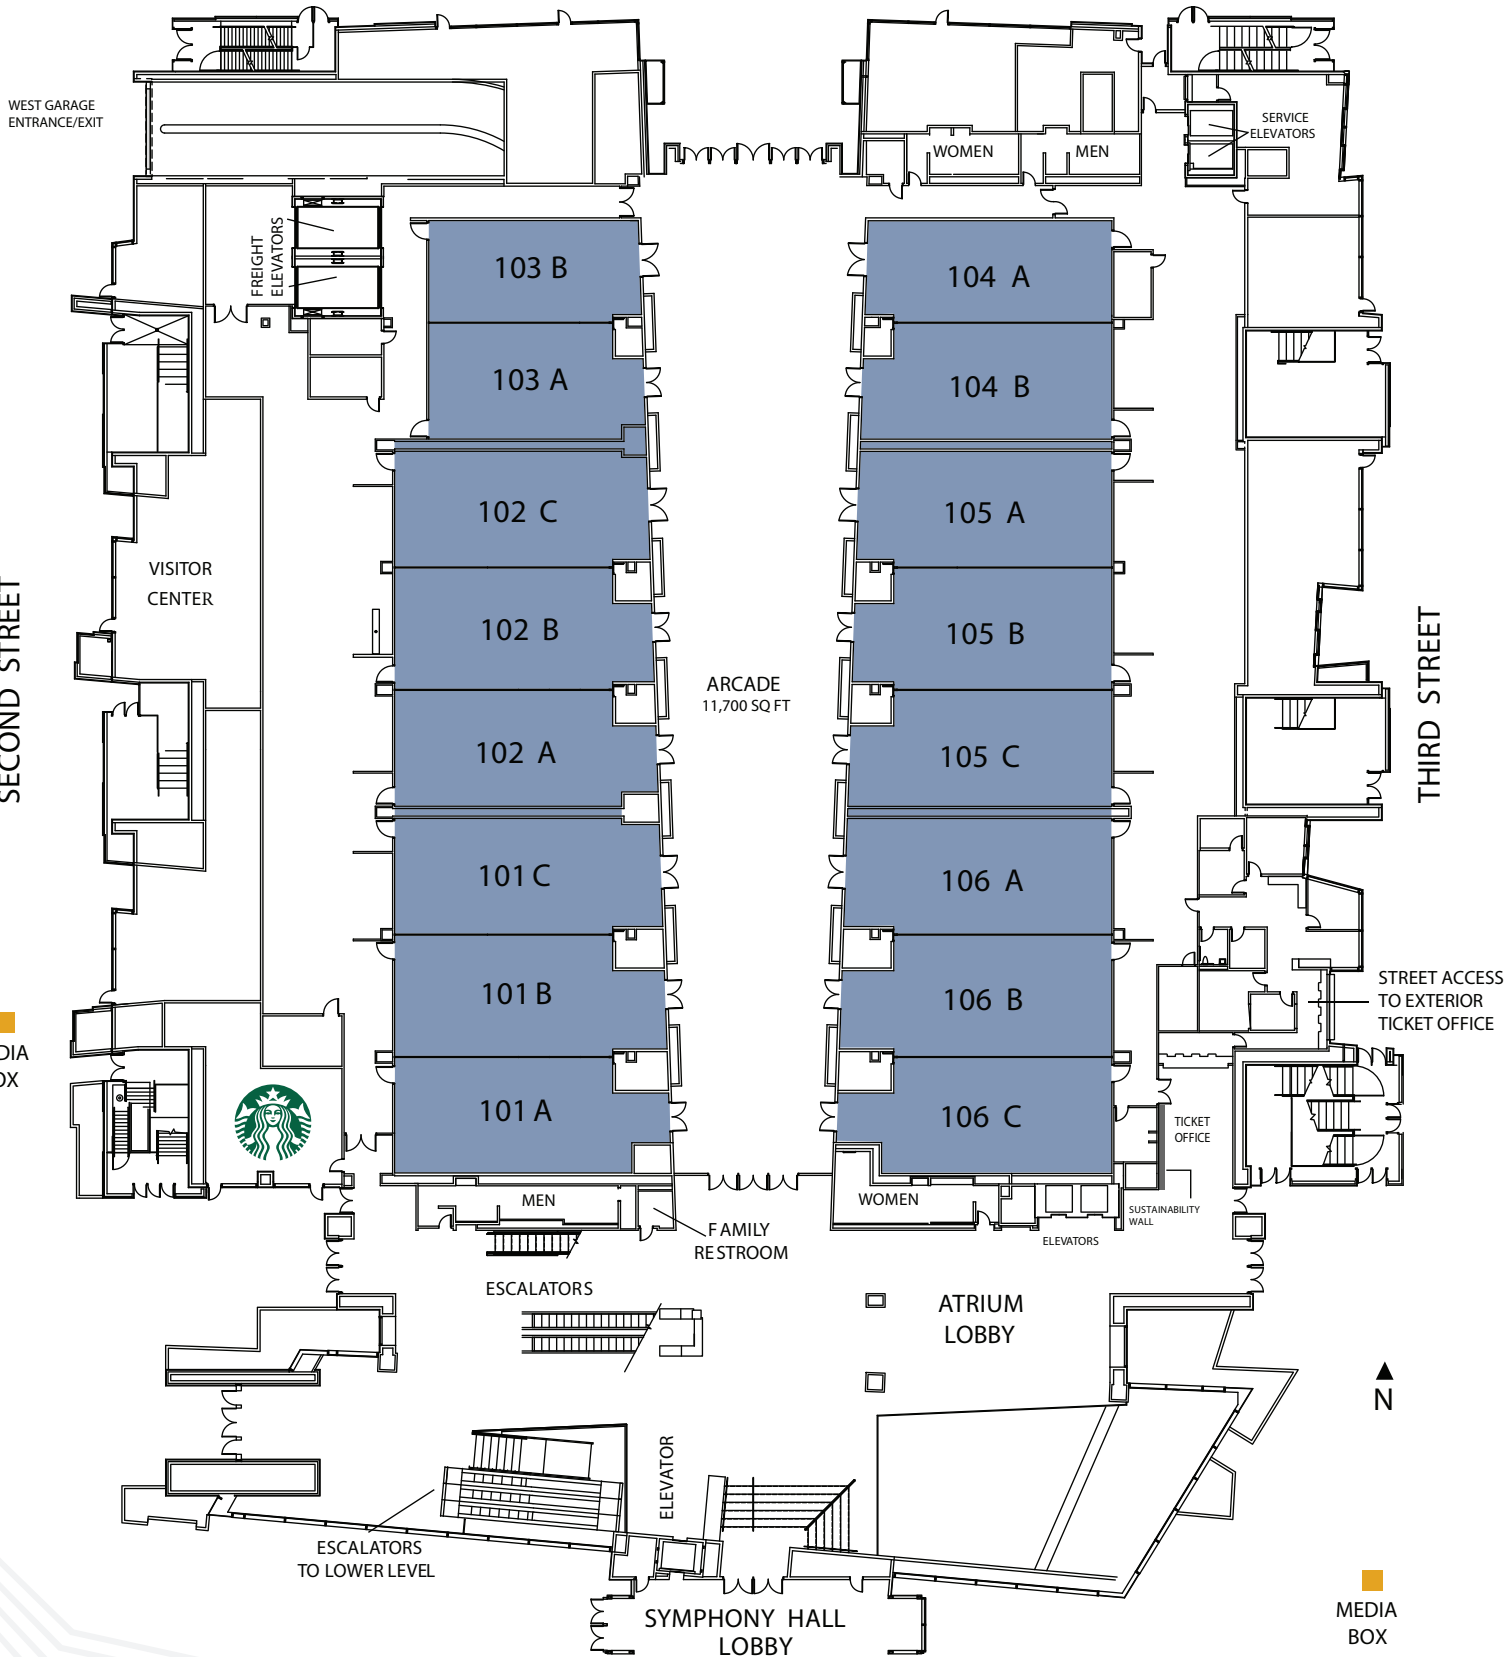 WEST GARAGE
ENTRANCE/EXIT
SERVICE
ELEVATORS
WOMEN
MEN
FREIGHT
ELEVATORS
103 B
104 A
103 A
104 B
102 C
105 A
VISITOR
CENTER
102 B
105 B
SECOND STREET
THIRD STREET
ARCADE
11,700 SQ FT
102 A
105 C
101 C
106 A
101 B
106 B
STREET ACCESS
TO EXTERIOR
TICKET OFFICE
DIA
OX
101 A
106 C
TICKET
OFFICE
MEN
WOMEN
SUSTAINABILITY
WALL
FAMILY
RESTROOM
ELEVATORS
ESCALATORS
ATRIUM
LOBBY
N
ELEVATOR
ESCALATORS
TO LOWER LEVEL
SYMPHONY HALL
LOBBY
MEDIA
BOX